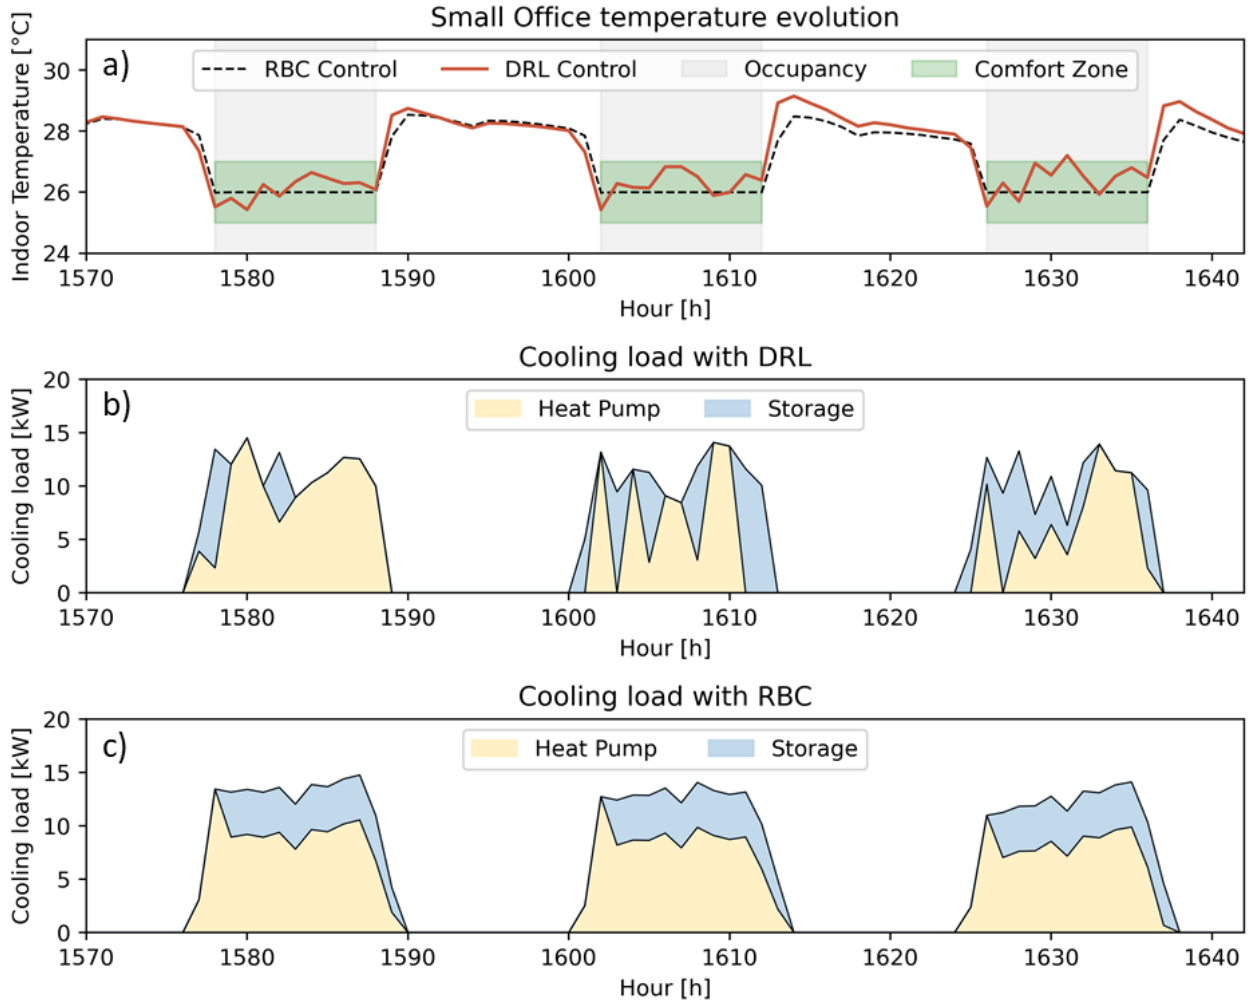 Small Office temperature evolution
a)
RBC Control DRL Control Occupancy Comfort Zone
Indoor Temperature [°C]
30
28
26
24
1570 1580 1590 1600 1610 1620 1630 1640
Hour [h]
Cooling load with DRL
b)
Heat Pump Storage
Cooling load [kW]
20
15
10
5
0
1570 1580 1590 1600 1610 1620 1630 1640
Hour [h]
Cooling load with RBC
c)
Heat Pump Storage
Cooling load [kW]
20
15
10
5
0
1570 1580 1590 1600 1610 1620 1630 1640
Hour [h]